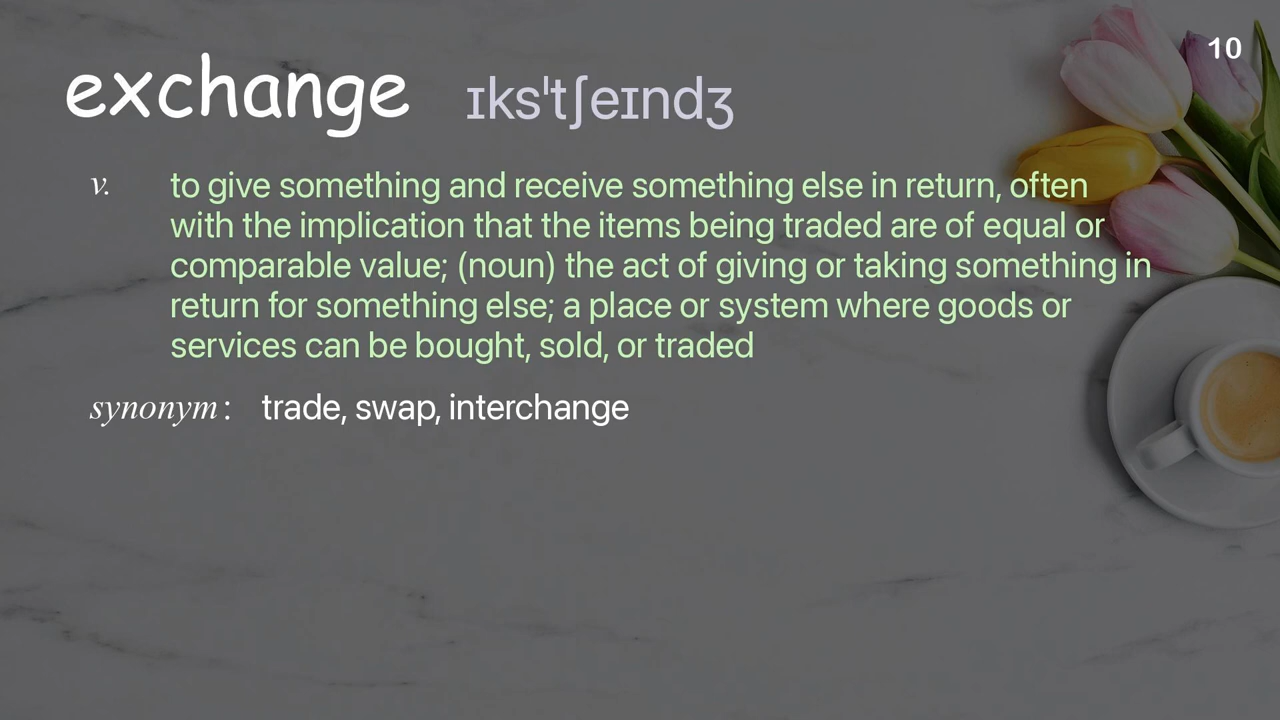 10
exchange ɪksˈtʃeɪndʒ
v. to give something and receive something else in return, often
with the implication that the items being traded are of equal or
comparable value; (noun) the act of giving or taking something in
return for something else; a place or system where goods or
services can be bought, sold, or traded
synonym: trade, swap, interchange